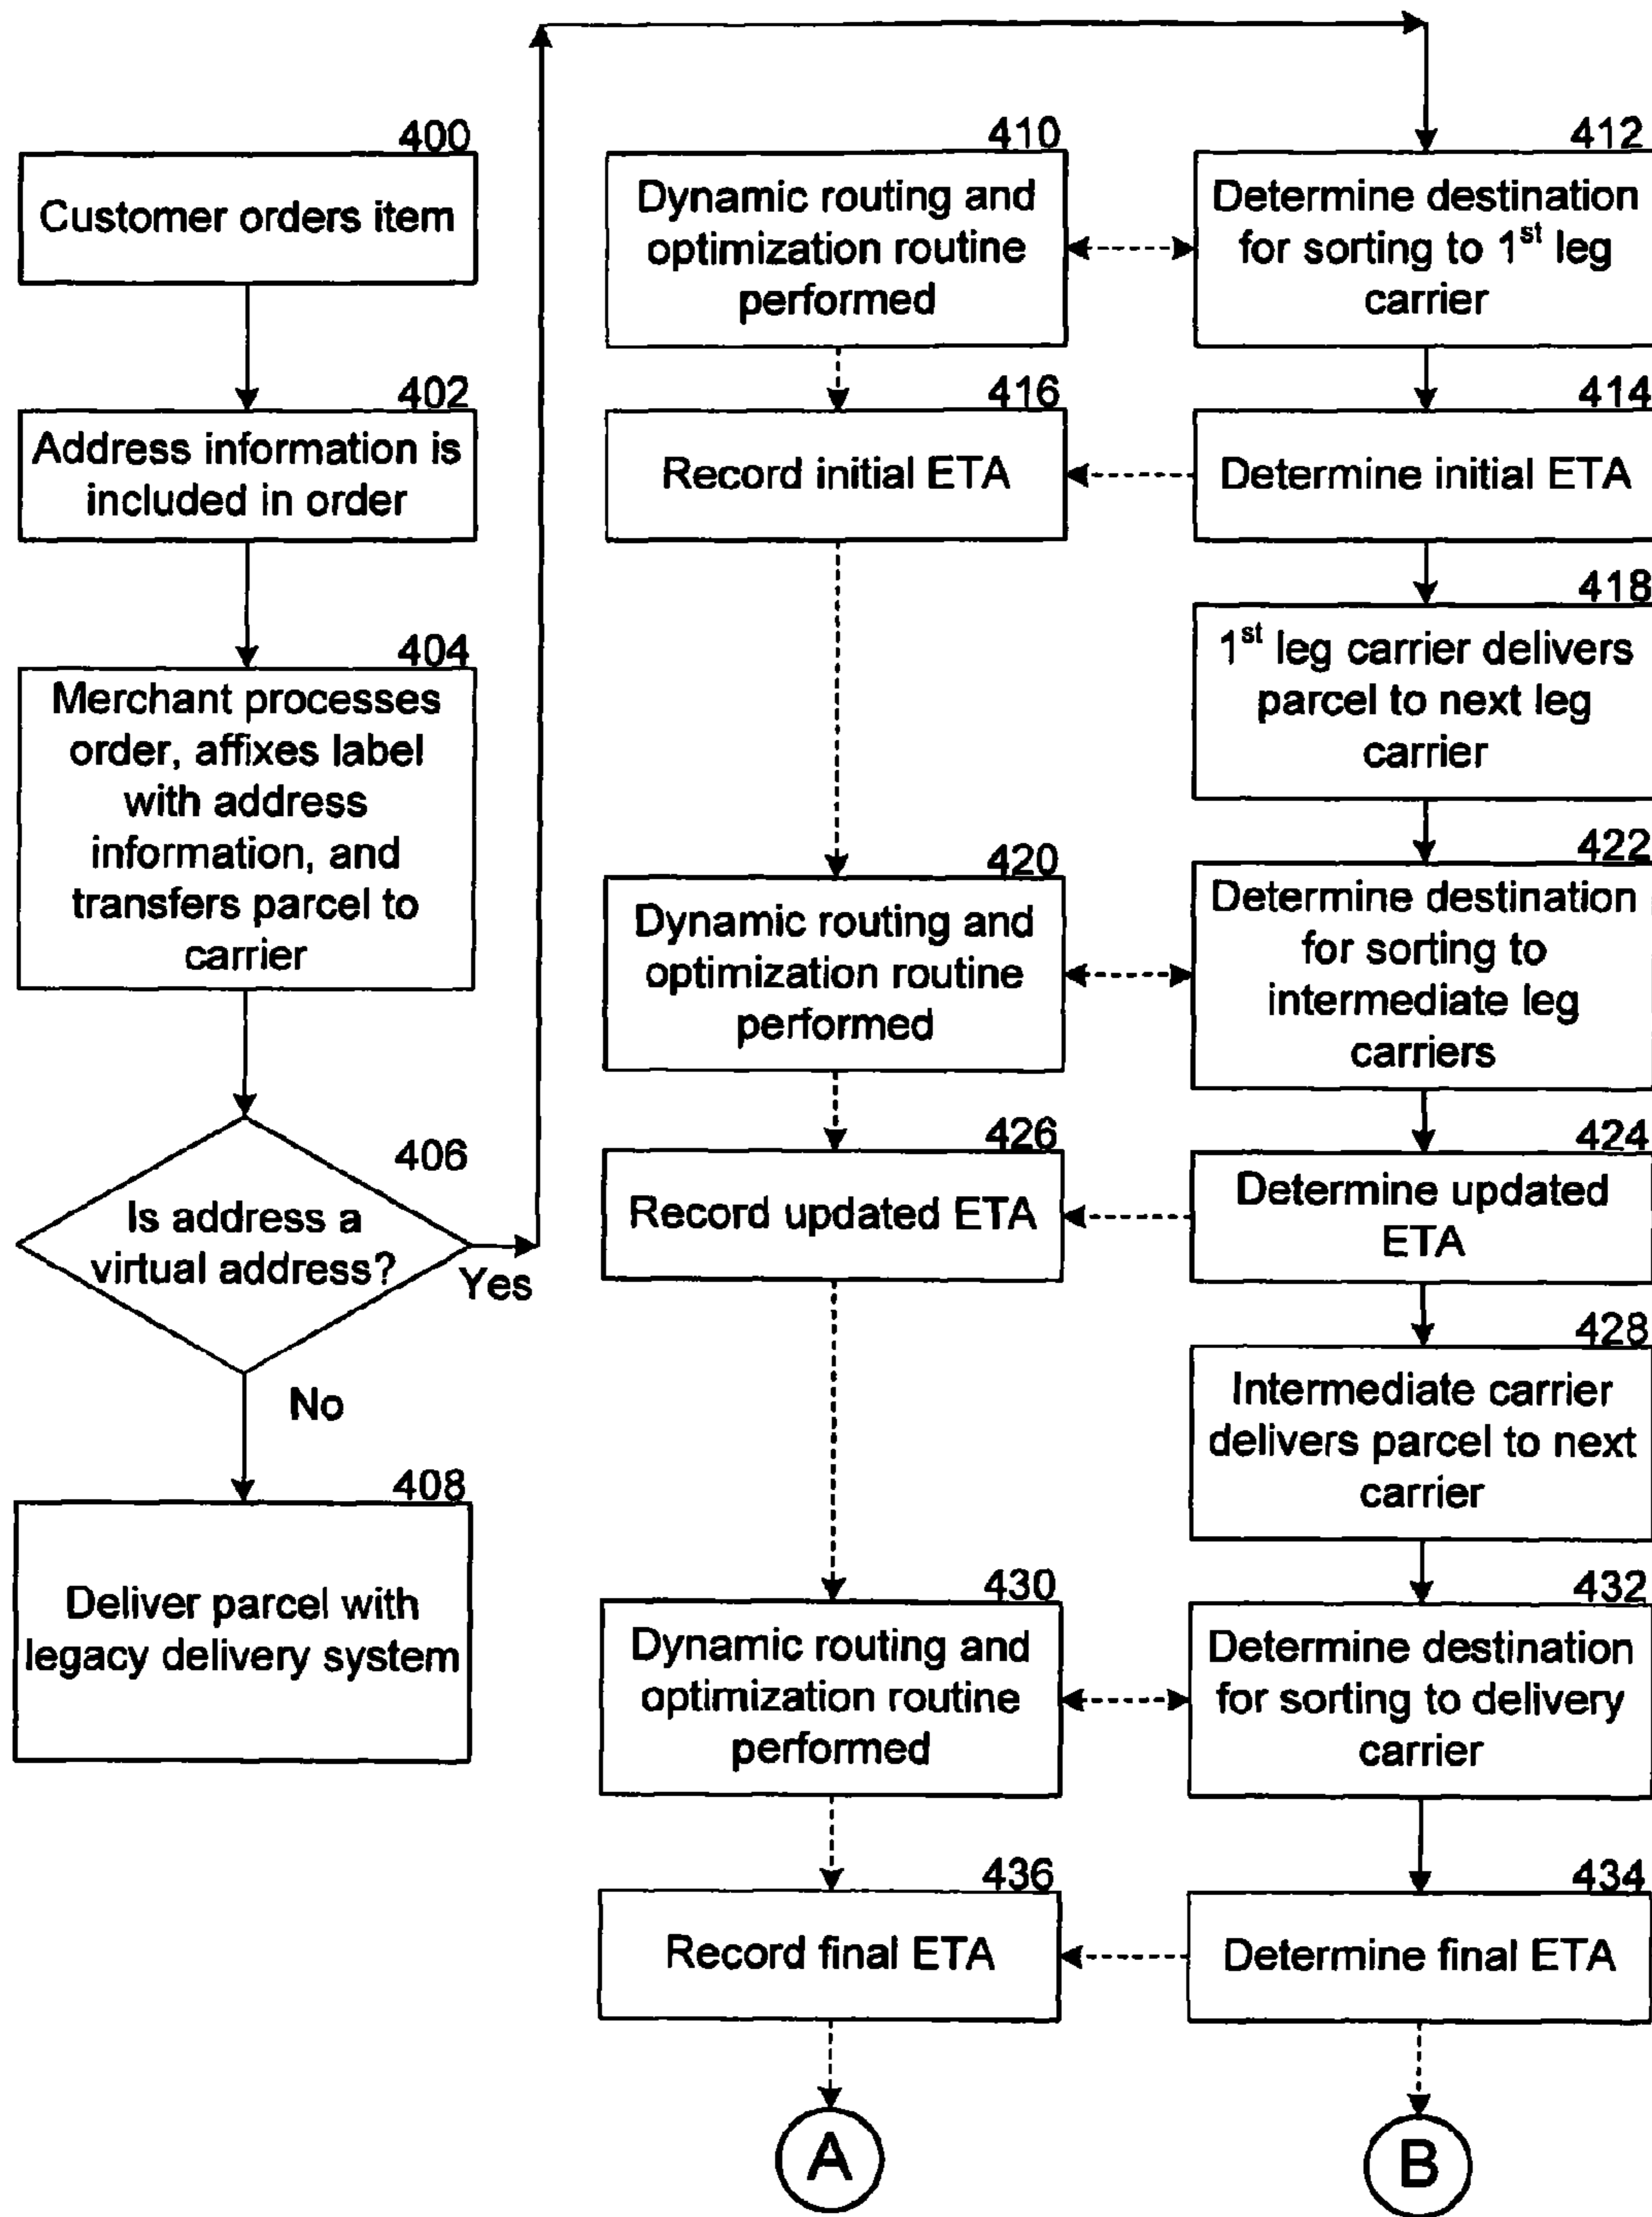 400
Customer orders item
402
Address information is
included in order
404
Merchant processes
order, affixes label
with address
information, and
transfers parcel to
carrier
406
Is address a
virtual address?
Yes
No
408
Deliver parcel with
legacy delivery system
410
Dynamic routing and
optimization routine
performed
416
Record initial ETA
420
Dynamic routing and
optimization routine
performed
426
Record updated ETA
430
Dynamic routing and
optimization routine
performed
436
Record final ETA
A
412
Determine destination
for sorting to 1st leg
carrier
414
Determine initial ETA
418
1st leg carrier delivers
parcel to next leg
carrier
422
Determine destination
for sorting to
intermediate leg
carriers
424
Determine updated
ETA
428
Intermediate carrier
delivers parcel to next
carrier
432
Determine destination
for sorting to delivery
carrier
434
Determine final ETA
B